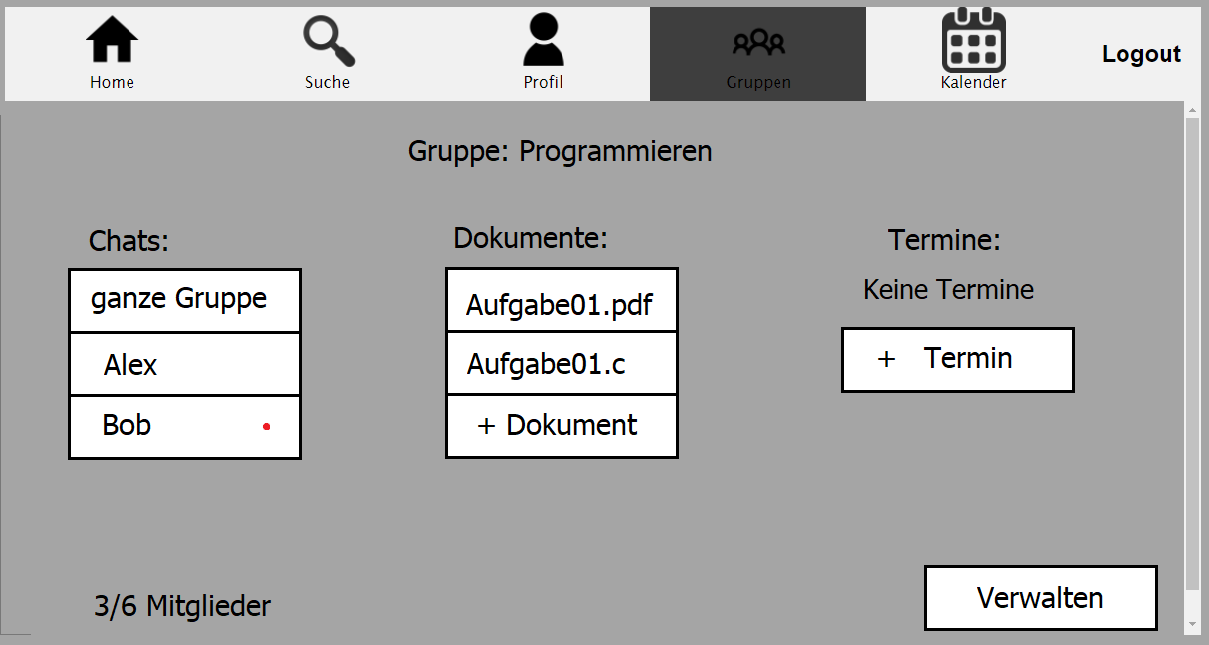 Home
Suche
Profil
Gruppen
Kalender
Logout
Gruppe: Programmieren
Chats:
ganze Gruppe
Alex
Bob
Dokumente:
Aufgabe01.pdf
Aufgabe01.c
+ Dokument
Termine:
Keine Termine
+ Termin
3/6 Mitglieder
Verwalten